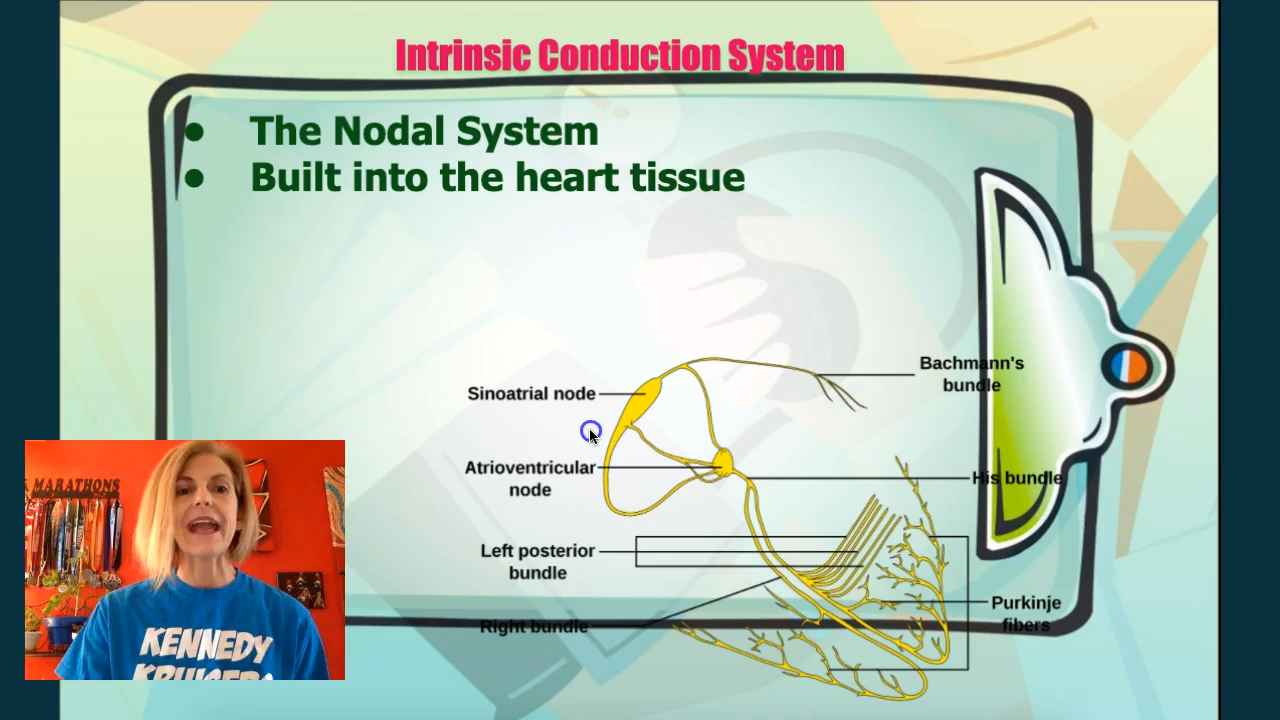 Intrinsic Conduction System
● The Nodal System
● Built into the heart tissue
Bachmann's
bundle
Sinoatrial node
Atrioventricular
node
His bundle
Left posterior
bundle
Purkinje
fibers
Right bundle
MARATHONS
KENNEDY